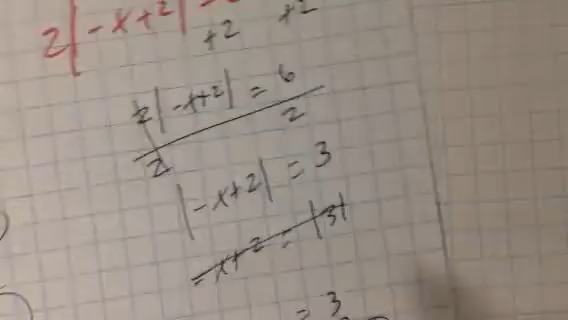 2|-x+2| -
+2 +2
2|-x+2| = 6
2 2
|-x+2| = 3
-x+2 = |3|
= 3